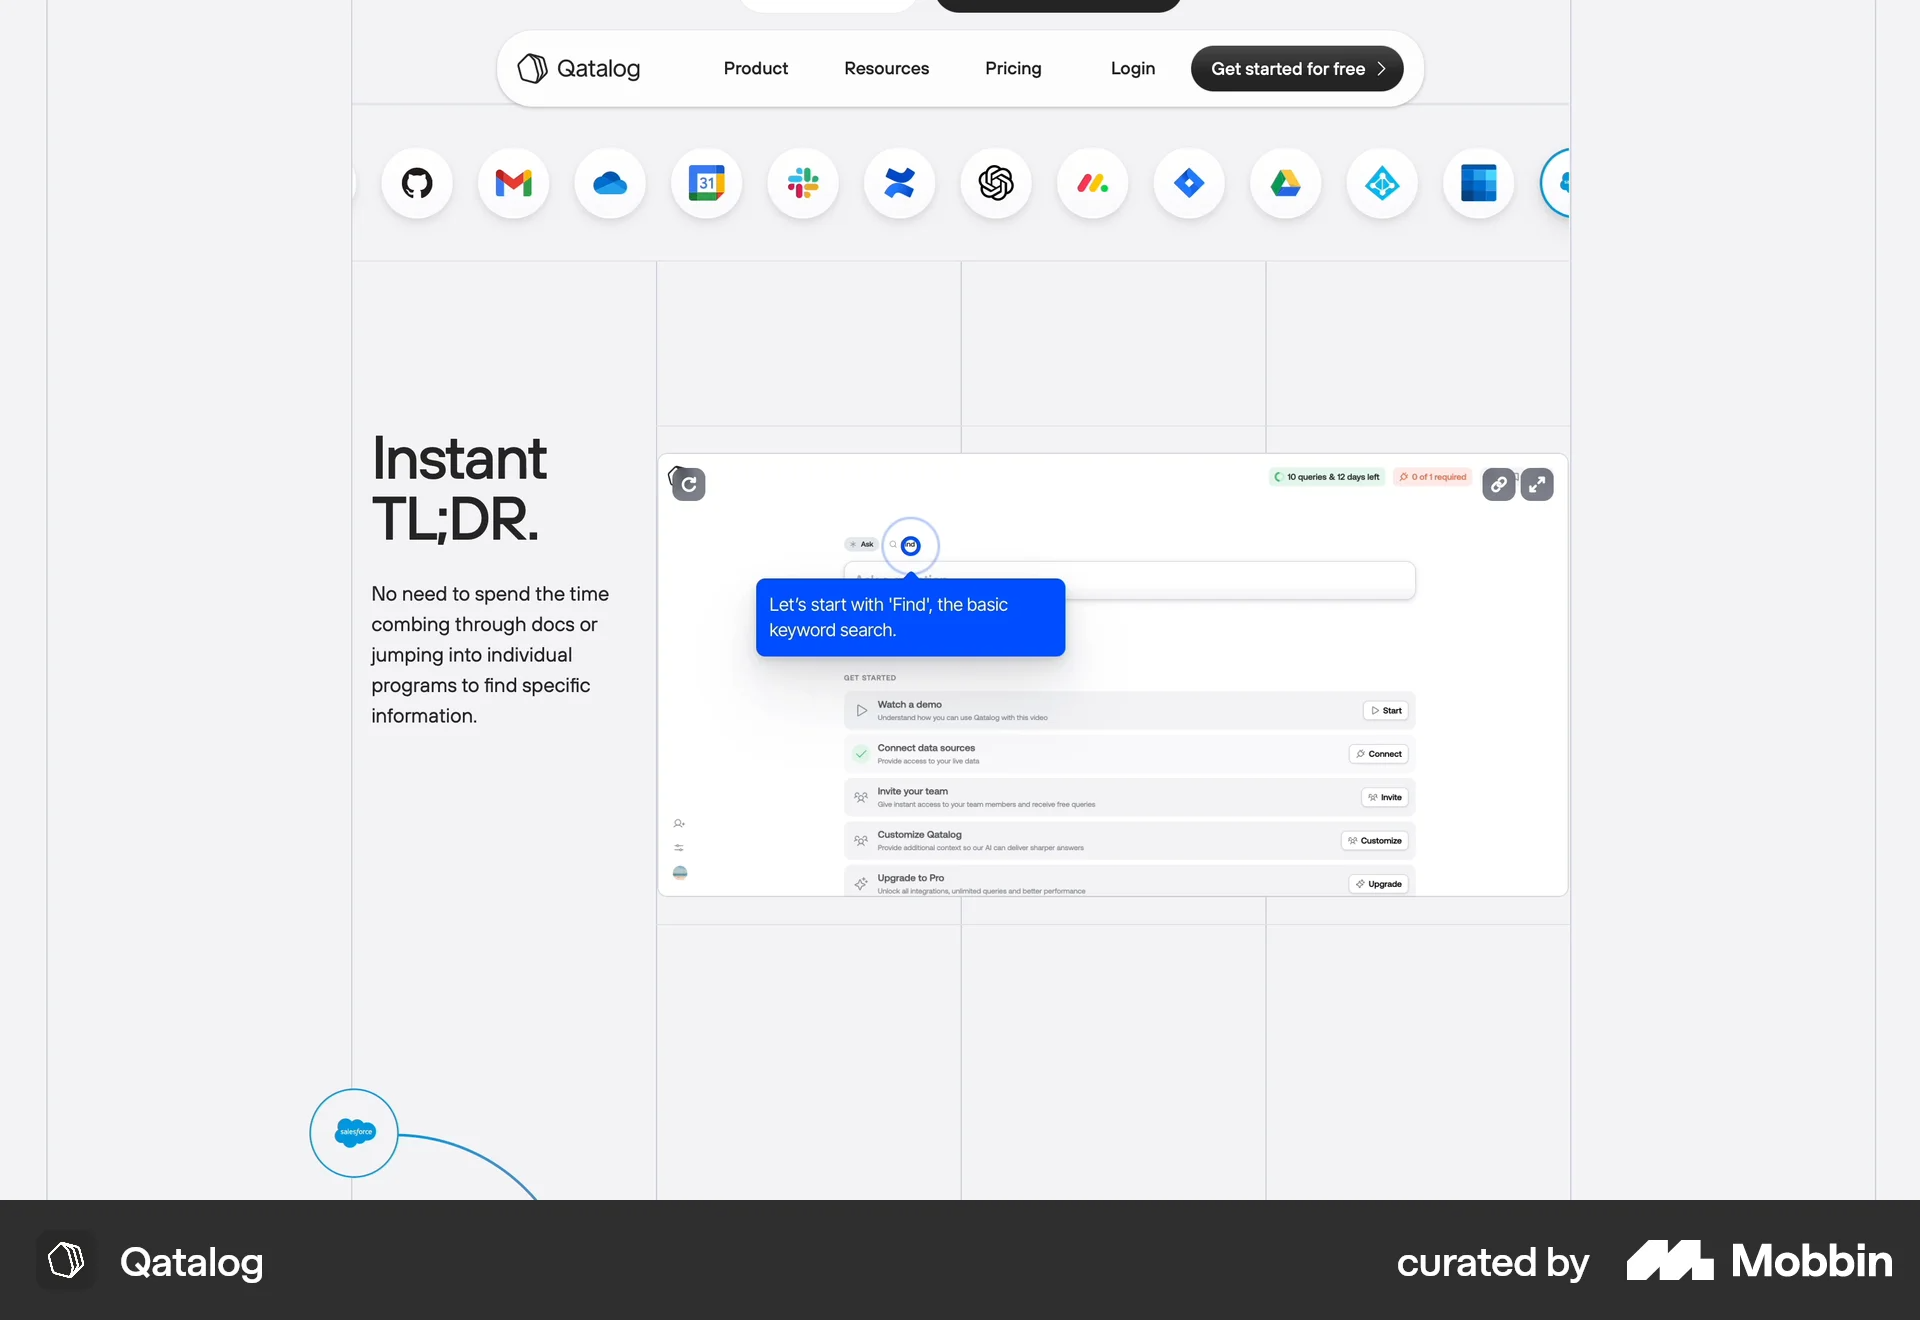 Qatalog
Product
Resources
Pricing
Login
Get started for free
31
Instant
TL;DR.
No need to spend the time
combing through docs or
jumping into individual
programs to find specific
information.
10 queries & 12 days left
0 of 1 required
Ask
Let's start with 'Find', the basic
keyword search.
GET STARTED
Watch a demo
Understand how you can use Qatalog with this video
Start
Connect data sources
Provide access to your live data
Connect
Invite your team
Give instant access to your team members and receive free queries
Invite
Customize Qatalog
Provide additional context so our AI can deliver sharper answers
Customize
Upgrade to Pro
Unlock all integrations, unlimited queries and better performance
Upgrade
salesforce
Qatalog
curated by
Mobbin